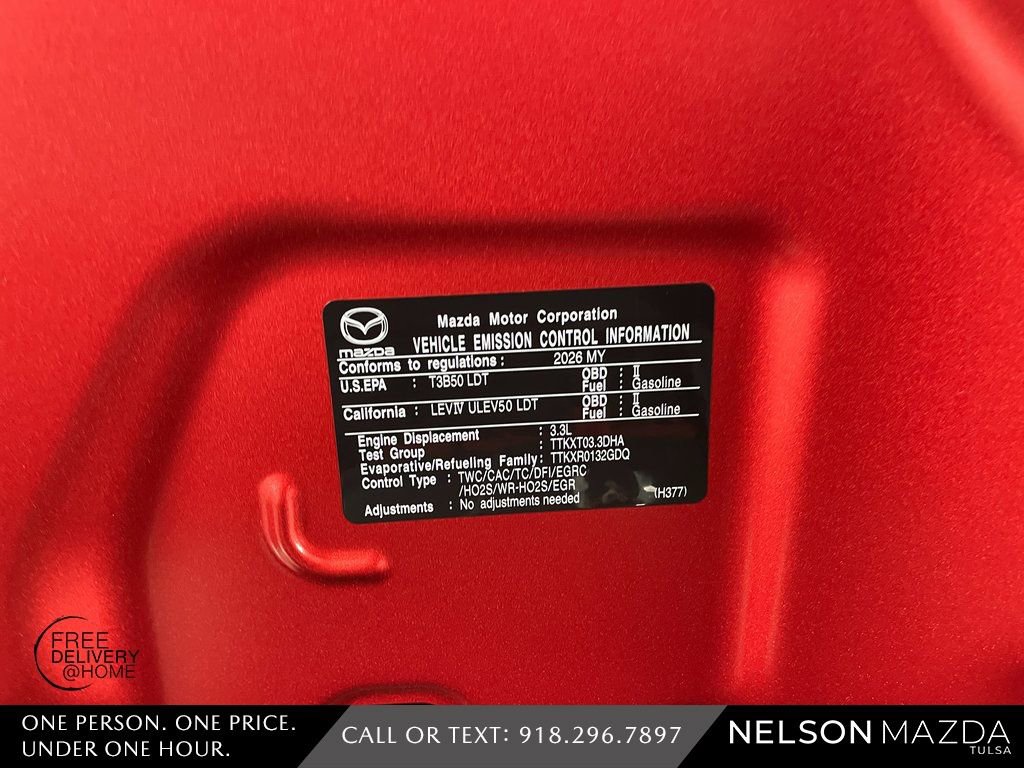 Mazda Motor Corporation
mazda
VEHICLE EMISSION CONTROL INFORMATION
Conforms to regulations : 2026 MY
U.S.EPA : T3B50 LDT OBD : II
Fuel : Gasoline
California : LEVIV ULEV50 LDT OBD : II
Fuel : Gasoline
Engine Displacement : 3.3L
Test Group : TTKXT03.3DHA
Evaporative/Refueling Family : TTKXR0132GDQ
Control Type : TWC/CAC/TC/DFI/EGRC
/HO2S/WR-HO2S/EGR
Adjustments : No adjustments needed (H377)
FREE
DELIVERY
@HOME
ONE PERSON. ONE PRICE.
UNDER ONE HOUR.
CALL OR TEXT: 918.296.7897
NELSON MAZDA
TULSA